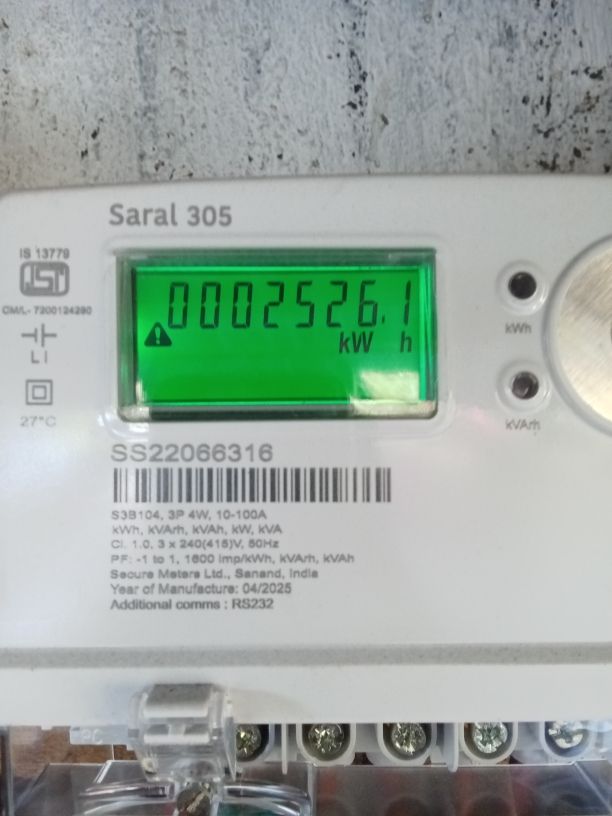 Saral 305
IS 13779
ISI
CM/L- 7200124290
0002526.1
kW h
kWh
L I
27°C
kVArh
SS22066316
S3B104, 3P 4W, 10-100A
kWh, kVArh, kVAh, kW, kVA
Cl. 1.0, 3 x 240(415)V, 50Hz
PF: -1 to 1, 1600 imp/kWh, kVArh, kVAh
Secure Meters Ltd., Sanand, India
Year of Manufacture: 04/2025
Additional comms : RS232